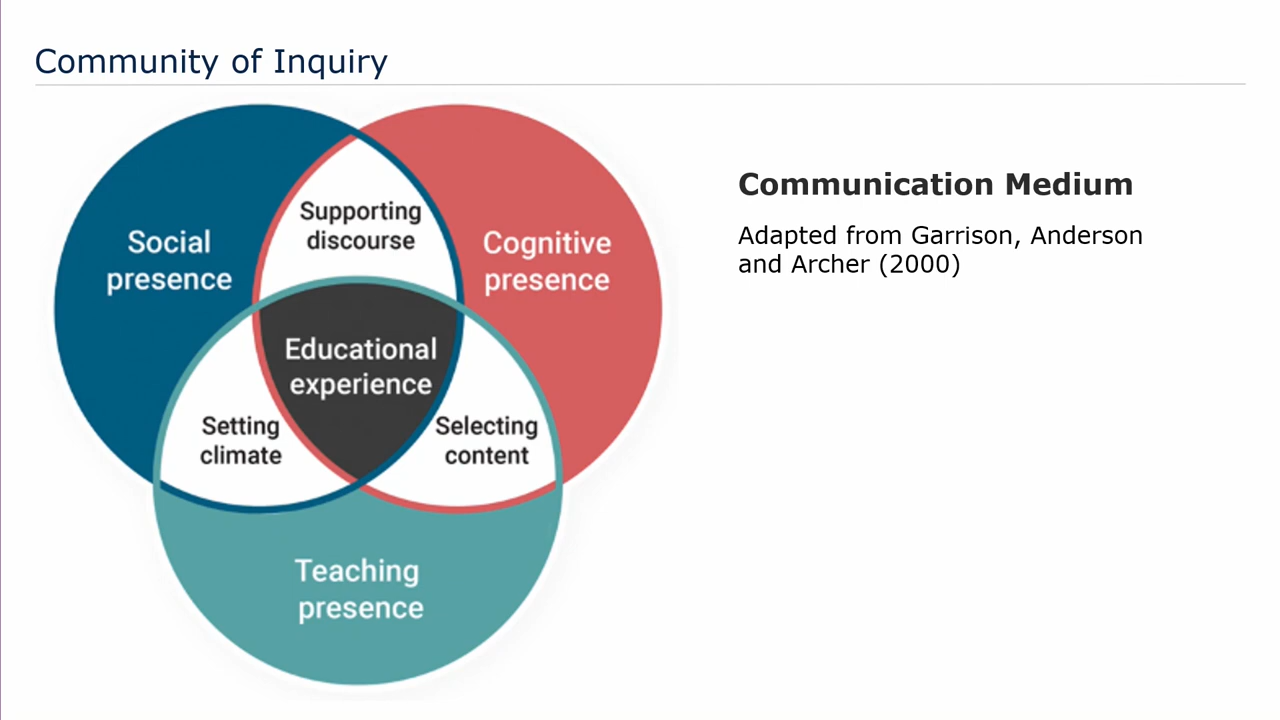 Community of Inquiry
Supporting
discourse
Social
presence
Cognitive
presence
Educational
experience
Setting
climate
Selecting
content
Teaching
presence
Communication Medium
Adapted from Garrison, Anderson
and Archer (2000)